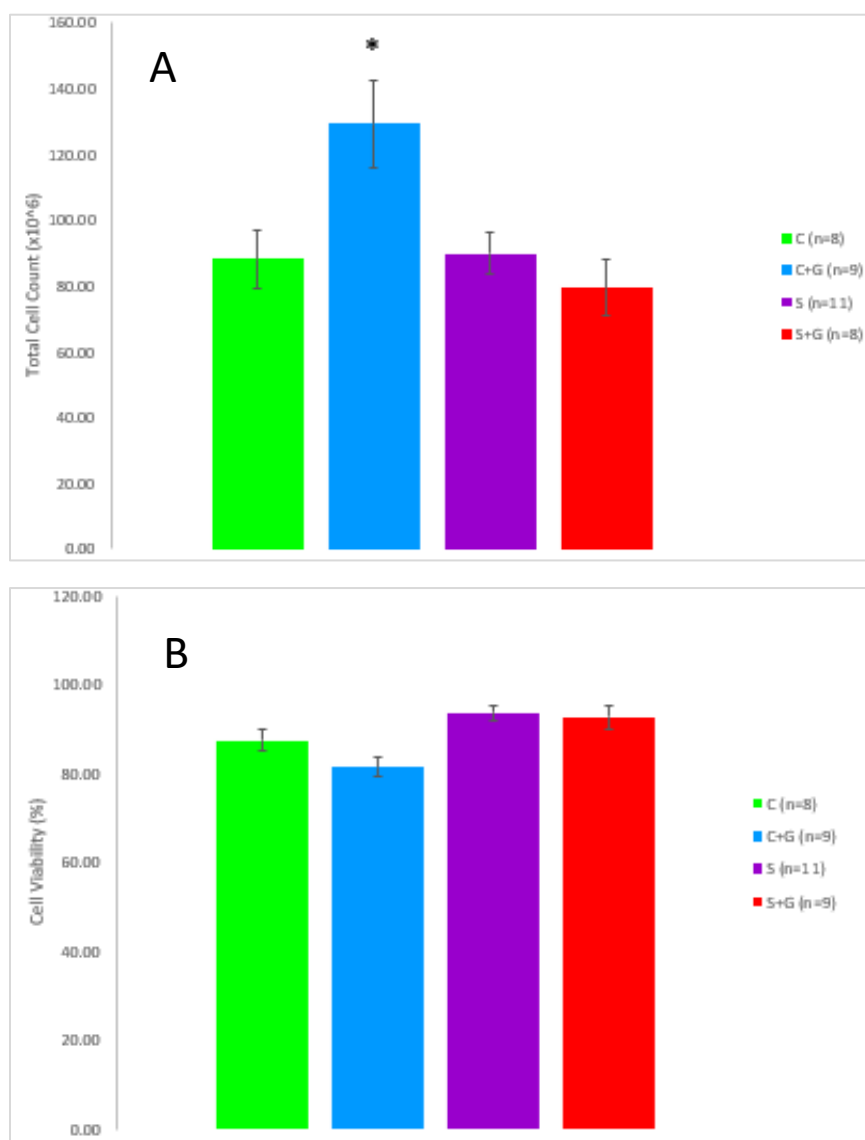 160.00
A
*
140.00
120.00
100.00
80.00
60.00
40.00
20.00
0.00
Total Cell Count (x10^6)
C (n=8)
C+G (n=9)
S (n=11)
S+G (n=8)
120.00
B
100.00
80.00
60.00
40.00
20.00
0.00
Cell Viability (%)
C (n=8)
C+G (n=9)
S (n=11)
S+G (n=9)